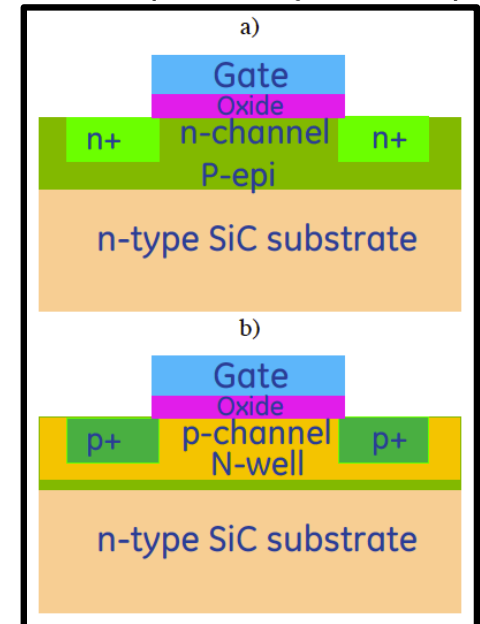 a)
Gate
Oxide
n+ n-channel n+
P-epi
n-type SiC substrate
b)
Gate
Oxide
p+ p-channel p+
N-well
n-type SiC substrate